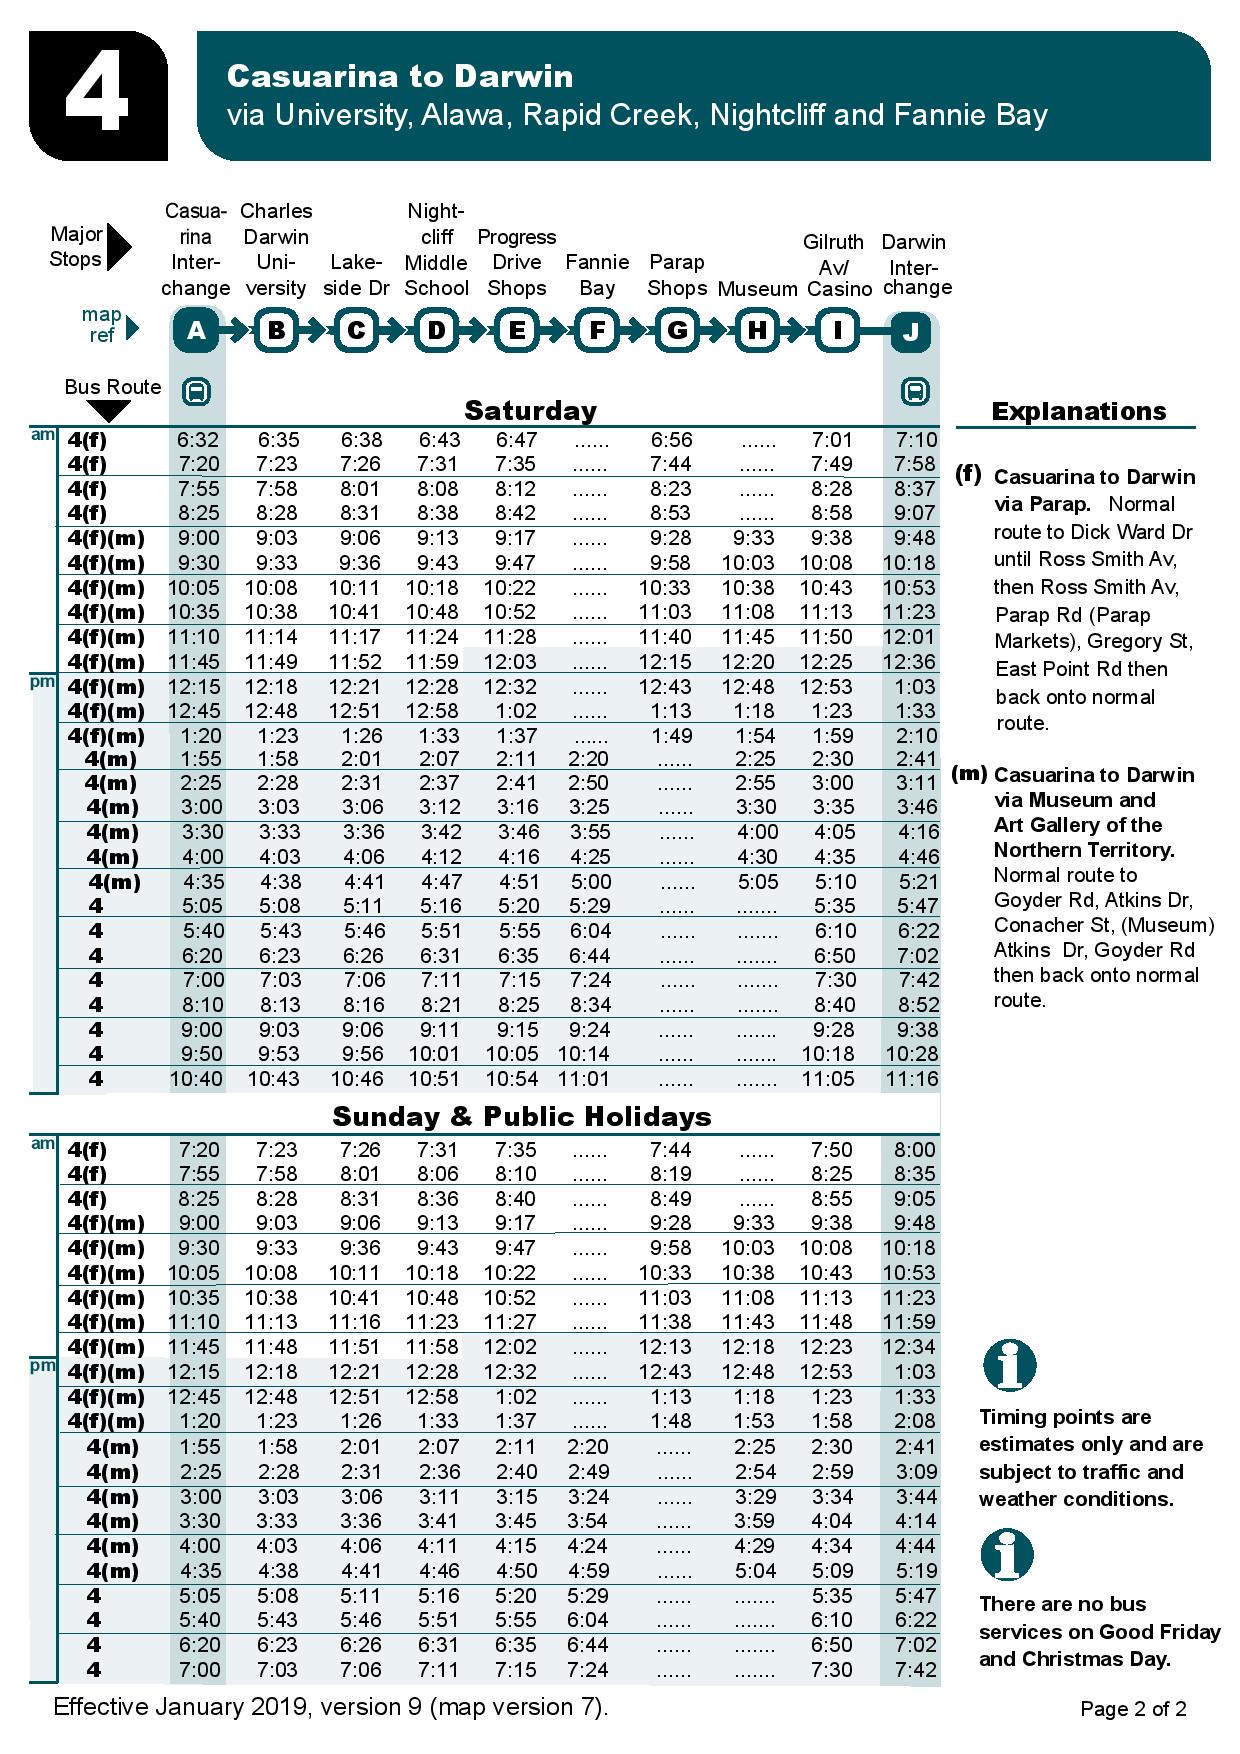 4
Casuarina to Darwin
via University, Alawa, Rapid Creek, Nightcliff and Fannie Bay
Major Stops
Casua-rina Inter-change
Charles Darwin Uni-versity
Lake-side Dr
Night-cliff Middle School
Progress Drive Shops
Fannie Bay
Parap Shops
Museum
Gilruth Av/ Casino
Darwin Inter-change
map ref
A B C D E F G H I J
Bus Route
Saturday
am
4(f) 6:32 6:35 6:38 6:43 6:47 ...... 6:56 ...... 7:01 7:10
4(f) 7:20 7:23 7:26 7:31 7:35 ...... 7:44 ...... 7:49 7:58
4(f) 7:55 7:58 8:01 8:08 8:12 ...... 8:23 ...... 8:28 8:37
4(f) 8:25 8:28 8:31 8:38 8:42 ...... 8:53 ...... 8:58 9:07
4(f)(m) 9:00 9:03 9:06 9:13 9:17 ...... 9:28 9:33 9:38 9:48
4(f)(m) 9:30 9:33 9:36 9:43 9:47 ...... 9:58 10:03 10:08 10:18
4(f)(m) 10:05 10:08 10:11 10:18 10:22 ...... 10:33 10:38 10:43 10:53
4(f)(m) 10:35 10:38 10:41 10:48 10:52 ...... 11:03 11:08 11:13 11:23
4(f)(m) 11:10 11:14 11:17 11:24 11:28 ...... 11:40 11:45 11:50 12:01
4(f)(m) 11:45 11:49 11:52 11:59 12:03 ...... 12:15 12:20 12:25 12:36
pm
4(f)(m) 12:15 12:18 12:21 12:28 12:32 ...... 12:43 12:48 12:53 1:03
4(f)(m) 12:45 12:48 12:51 12:58 1:02 ...... 1:13 1:18 1:23 1:33
4(f)(m) 1:20 1:23 1:26 1:33 1:37 ...... 1:49 1:54 1:59 2:10
4(m) 1:55 1:58 2:01 2:07 2:11 2:20 ...... 2:25 2:30 2:41
4(m) 2:25 2:28 2:31 2:37 2:41 2:50 ...... 2:55 3:00 3:11
4(m) 3:00 3:03 3:06 3:12 3:16 3:25 ...... 3:30 3:35 3:46
4(m) 3:30 3:33 3:36 3:42 3:46 3:55 ...... 4:00 4:05 4:16
4(m) 4:00 4:03 4:06 4:12 4:16 4:25 ...... 4:30 4:35 4:46
4(m) 4:35 4:38 4:41 4:47 4:51 5:00 ...... 5:05 5:10 5:21
4 5:05 5:08 5:11 5:16 5:20 5:29 ...... ....... 5:35 5:47
4 5:40 5:43 5:46 5:51 5:55 6:04 ...... ....... 6:10 6:22
4 6:20 6:23 6:26 6:31 6:35 6:44 ...... ....... 6:50 7:02
4 7:00 7:03 7:06 7:11 7:15 7:24 ...... ....... 7:30 7:42
4 8:10 8:13 8:16 8:21 8:25 8:34 ...... ....... 8:40 8:52
4 9:00 9:03 9:06 9:11 9:15 9:24 ...... ....... 9:28 9:38
4 9:50 9:53 9:56 10:01 10:05 10:14 ...... ....... 10:18 10:28
4 10:40 10:43 10:46 10:51 10:54 11:01 ...... ....... 11:05 11:16
Sunday & Public Holidays
am
4(f) 7:20 7:23 7:26 7:31 7:35 ...... 7:44 ...... 7:50 8:00
4(f) 7:55 7:58 8:01 8:06 8:10 ...... 8:19 ...... 8:25 8:35
4(f) 8:25 8:28 8:31 8:36 8:40 ...... 8:49 ...... 8:55 9:05
4(f)(m) 9:00 9:03 9:06 9:13 9:17 ...... 9:28 9:33 9:38 9:48
4(f)(m) 9:30 9:33 9:36 9:43 9:47 ...... 9:58 10:03 10:08 10:18
4(f)(m) 10:05 10:08 10:11 10:18 10:22 ...... 10:33 10:38 10:43 10:53
4(f)(m) 10:35 10:38 10:41 10:48 10:52 ...... 11:03 11:08 11:13 11:23
4(f)(m) 11:10 11:13 11:16 11:23 11:27 ...... 11:38 11:43 11:48 11:59
4(f)(m) 11:45 11:48 11:51 11:58 12:02 ...... 12:13 12:18 12:23 12:34
pm
4(f)(m) 12:15 12:18 12:21 12:28 12:32 ...... 12:43 12:48 12:53 1:03
4(f)(m) 12:45 12:48 12:51 12:58 1:02 ...... 1:13 1:18 1:23 1:33
4(f)(m) 1:20 1:23 1:26 1:33 1:37 ...... 1:48 1:53 1:58 2:08
4(m) 1:55 1:58 2:01 2:07 2:11 2:20 ...... 2:25 2:30 2:41
4(m) 2:25 2:28 2:31 2:36 2:40 2:49 ...... 2:54 2:59 3:09
4(m) 3:00 3:03 3:06 3:11 3:15 3:24 ...... 3:29 3:34 3:44
4(m) 3:30 3:33 3:36 3:41 3:45 3:54 ...... 3:59 4:04 4:14
4(m) 4:00 4:03 4:06 4:11 4:15 4:24 ...... 4:29 4:34 4:44
4(m) 4:35 4:38 4:41 4:46 4:50 4:59 ...... 5:04 5:09 5:19
4 5:05 5:08 5:11 5:16 5:20 5:29 ...... ....... 5:35 5:47
4 5:40 5:43 5:46 5:51 5:55 6:04 ...... ....... 6:10 6:22
4 6:20 6:23 6:26 6:31 6:35 6:44 ...... ....... 6:50 7:02
4 7:00 7:03 7:06 7:11 7:15 7:24 ...... ....... 7:30 7:42
Explanations
(f) Casuarina to Darwin
via Parap. Normal
route to Dick Ward Dr
until Ross Smith Av,
then Ross Smith Av,
Parap Rd (Parap
Markets), Gregory St,
East Point Rd then
back onto normal
route.
(m) Casuarina to Darwin
via Museum and
Art Gallery of the
Northern Territory.
Normal route to
Goyder Rd, Atkins Dr,
Conacher St, (Museum)
Atkins Dr, Goyder Rd
then back onto normal
route.
i
Timing points are
estimates only and are
subject to traffic and
weather conditions.
i
There are no bus
services on Good Friday
and Christmas Day.
Effective January 2019, version 9 (map version 7).
Page 2 of 2